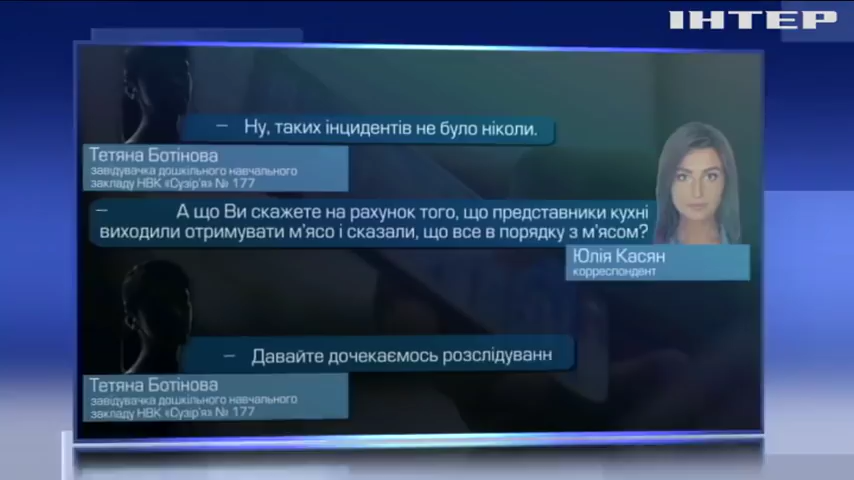 ІНТЕР
– Ну, таких інцидентів не було ніколи.
Тетяна Ботінова
завідувачка дошкільного навчального
закладу НВК «Сузір'я» № 177
– А що Ви скажете на рахунок того, що представники кухні
виходили отримувати м'ясо і сказали, що все в порядку з м'ясом?
Юлія Касян
корреспондент
– Давайте дочекаємось розслідуванн
Тетяна Ботінова
завідувачка дошкільного навчального
закладу НВК «Сузір'я» № 177